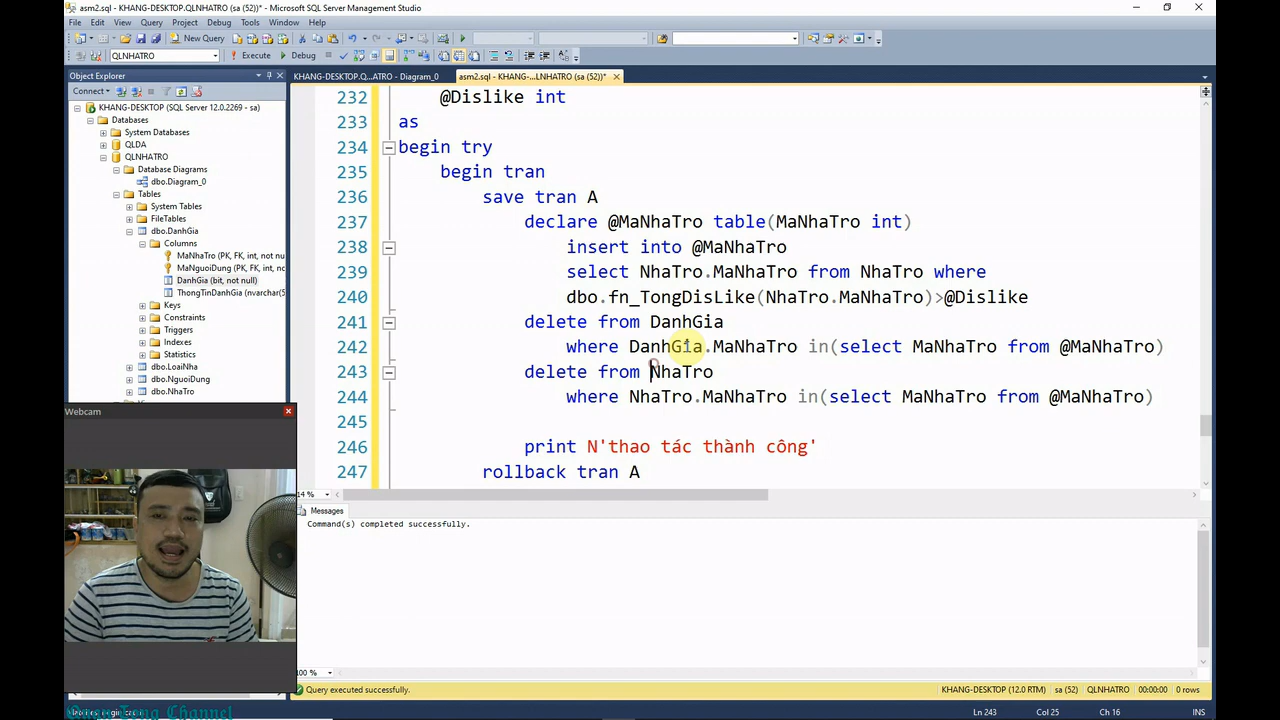 asm2.sql - KHANG-DESKTOP.QLNHATRO (sa (52))* - Microsoft SQL Server Management Studio
File Edit View Query Project Debug Tools Window Help
New Query
QLNHATRO Execute Debug
Object Explorer
KHANG-DESKTOP.Q...ATRO - Diagram_0 asm2.sql - KHANG-...LNHATRO (sa (52))*
Connect
KHANG-DESKTOP (SQL Server 12.0.2269 - sa)
Databases
System Databases
QLDA
QLNHATRO
Database Diagrams
dbo.Diagram_0
Tables
System Tables
FileTables
dbo.DanhGia
Columns
MaNhaTro (PK, FK, int, not nu
MaNguoiDung (PK, FK, int, n
DanhGia (bit, not null)
ThongTinDanhGia (nvarchar(5
Keys
Constraints
Triggers
Indexes
Statistics
dbo.LoaiNha
dbo.NguoiDung
dbo.NhaTro
232 @Dislike int
233 as
234 begin try
235 begin tran
236 save tran A
237 declare @MaNhaTro table(MaNhaTro int)
238 insert into @MaNhaTro
239 select NhaTro.MaNhaTro from NhaTro where
240 dbo.fn_TongDisLike(NhaTro.MaNhaTro)>@Dislike
241 delete from DanhGia
242 where DanhGia.MaNhaTro in(select MaNhaTro from @MaNhaTro)
243 delete from NhaTro
244 where NhaTro.MaNhaTro in(select MaNhaTro from @MaNhaTro)
245
246 print N'thao tác thành công'
247 rollback tran A
14 %
Messages
Command(s) completed successfully.
Webcam
100 %
Query executed successfully. KHANG-DESKTOP (12.0 RTM) sa (52) QLNHATRO 00:00:00 0 rows
Ln 243 Col 25 Ch 16 INS